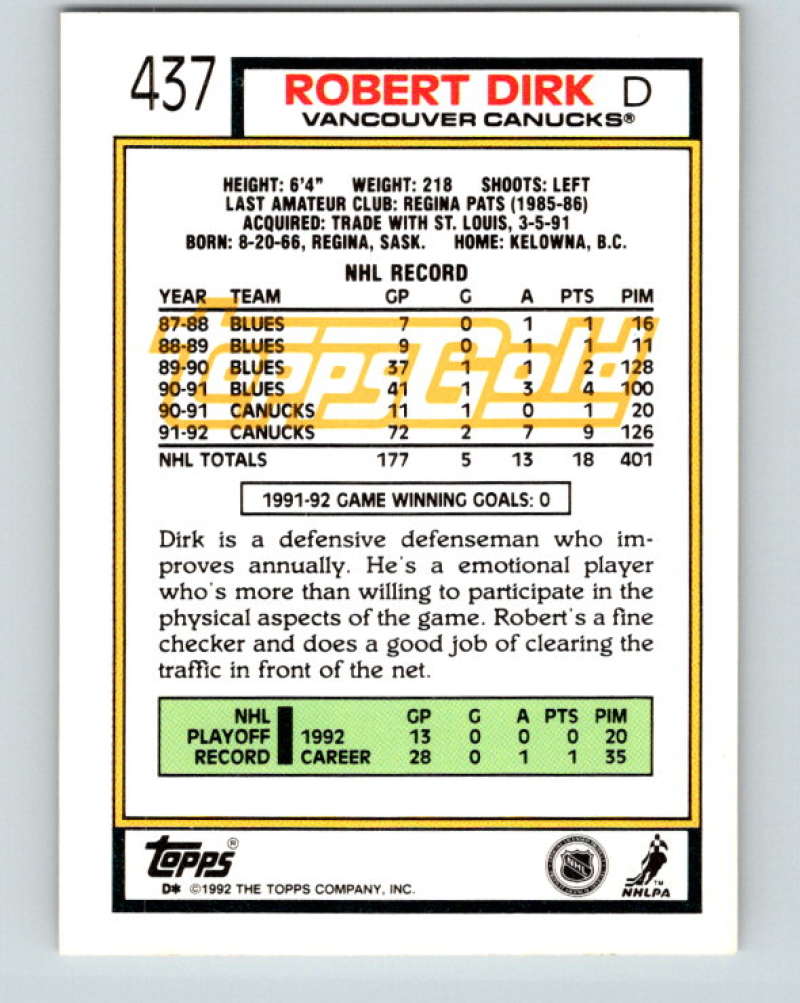 437
ROBERT DIRK D
VANCOUVER CANUCKS®
HEIGHT: 6'4" WEIGHT: 218 SHOOTS: LEFT
LAST AMATEUR CLUB: REGINA PATS (1985-86)
ACQUIRED: TRADE WITH ST. LOUIS, 3-5-91
BORN: 8-20-66, REGINA, SASK. HOME: KELOWNA, B.C.
NHL RECORD
YEAR TEAM GP G A PTS PIM
87-88 BLUES 7 0 1 1 16
88-89 BLUES 9 0 1 1 11
89-90 BLUES 37 1 1 2 128
90-91 BLUES 41 1 3 4 100
90-91 CANUCKS 11 1 0 1 20
91-92 CANUCKS 72 2 7 9 126
NHL TOTALS 177 5 13 18 401
ToppsGold
1991-92 GAME WINNING GOALS: 0
Dirk is a defensive defenseman who im-
proves annually. He's a emotional player
who's more than willing to participate in the
physical aspects of the game. Robert's a fine
checker and does a good job of clearing the
traffic in front of the net.
NHL GP G A PTS PIM
PLAYOFF 1992 13 0 0 0 20
RECORD CAREER 28 0 1 1 35
TOPPS®
D* ©1992 THE TOPPS COMPANY, INC.
NHL
TM
NHLPA